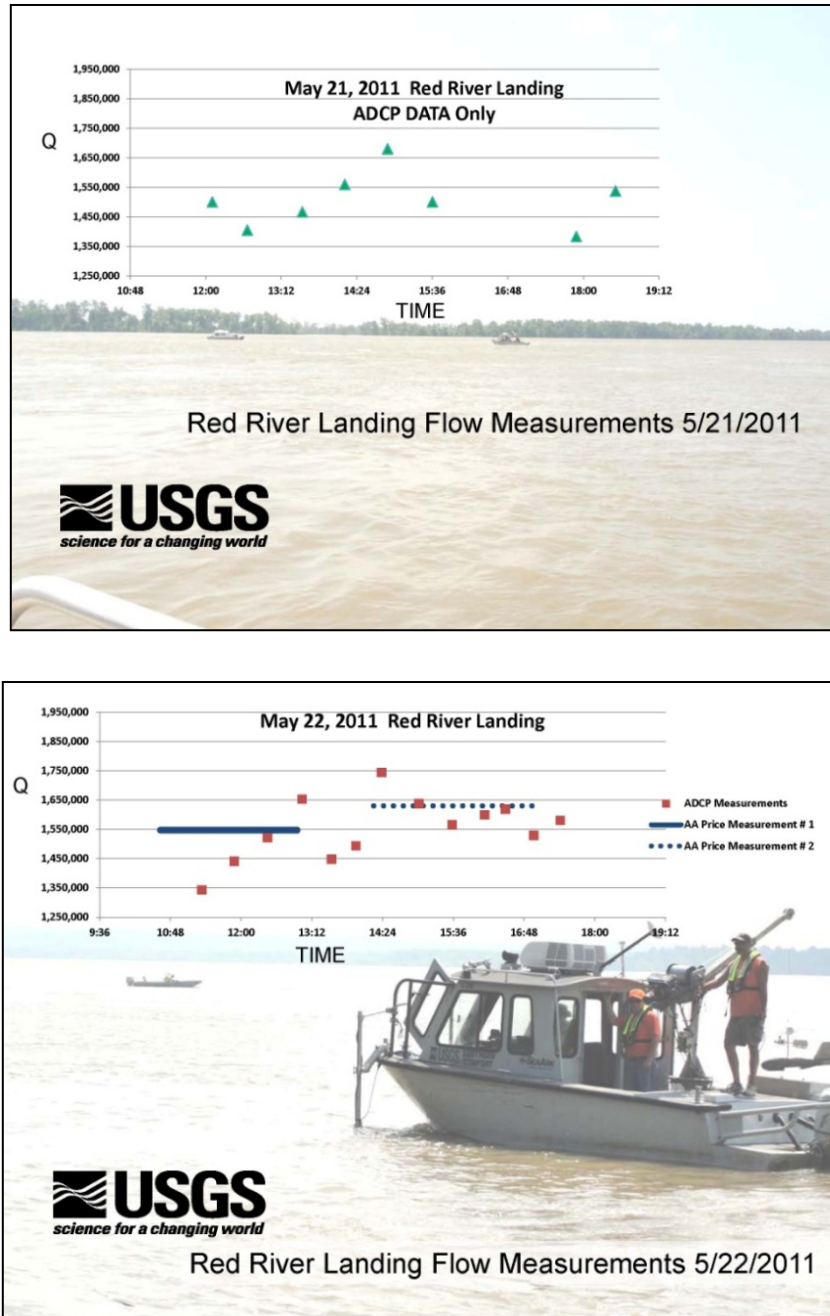 May 21, 2011 Red River Landing
ADCP DATA Only
Q
1,950,000
1,850,000
1,750,000
1,650,000
1,550,000
1,450,000
1,350,000
1,250,000
10:48 12:00 13:12 14:24 15:36 16:48 18:00 19:12
TIME
Red River Landing Flow Measurements 5/21/2011
USGS
science for a changing world
May 22, 2011 Red River Landing
Q
1,950,000
1,850,000
1,750,000
1,650,000
1,550,000
1,450,000
1,350,000
1,250,000
9:36 10:48 12:00 13:12 14:24 15:36 16:48 18:00 19:12
TIME
ADCP Measurements
AA Price Measurement # 1
AA Price Measurement # 2
USGS
USGS
science for a changing world
Red River Landing Flow Measurements 5/22/2011